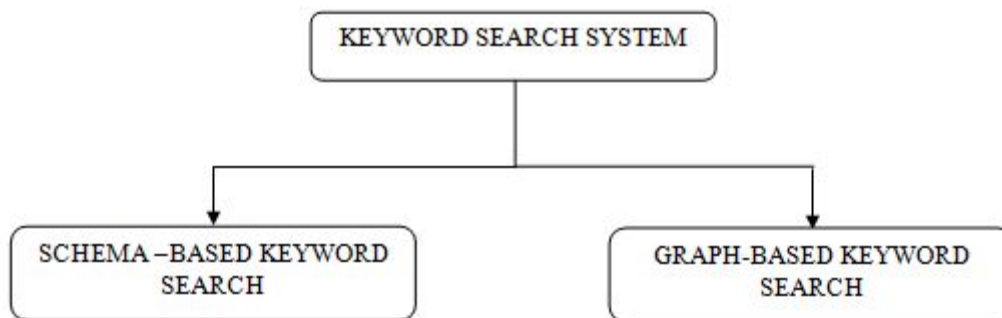 KEYWORD SEARCH SYSTEM
SCHEMA –BASED KEYWORD
SEARCH
GRAPH-BASED KEYWORD
SEARCH